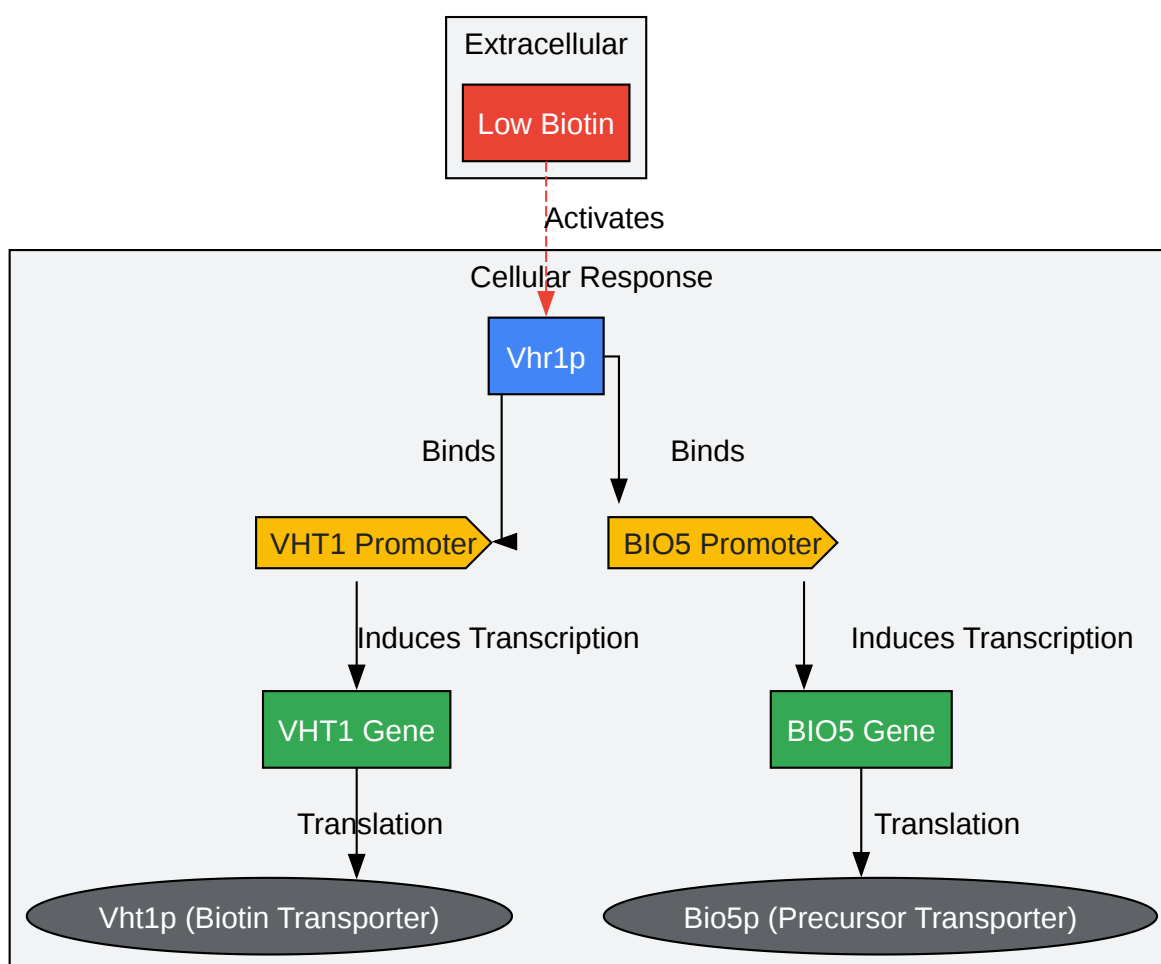 Extracellular
Low Biotin
Activates
Cellular Response
Vhr1p
Binds
Binds
VHT1 Promoter
BIO5 Promoter
Induces Transcription
Induces Transcription
VHT1 Gene
BIO5 Gene
Translation
Translation
Vht1p (Biotin Transporter)
Bio5p (Precursor Transporter)